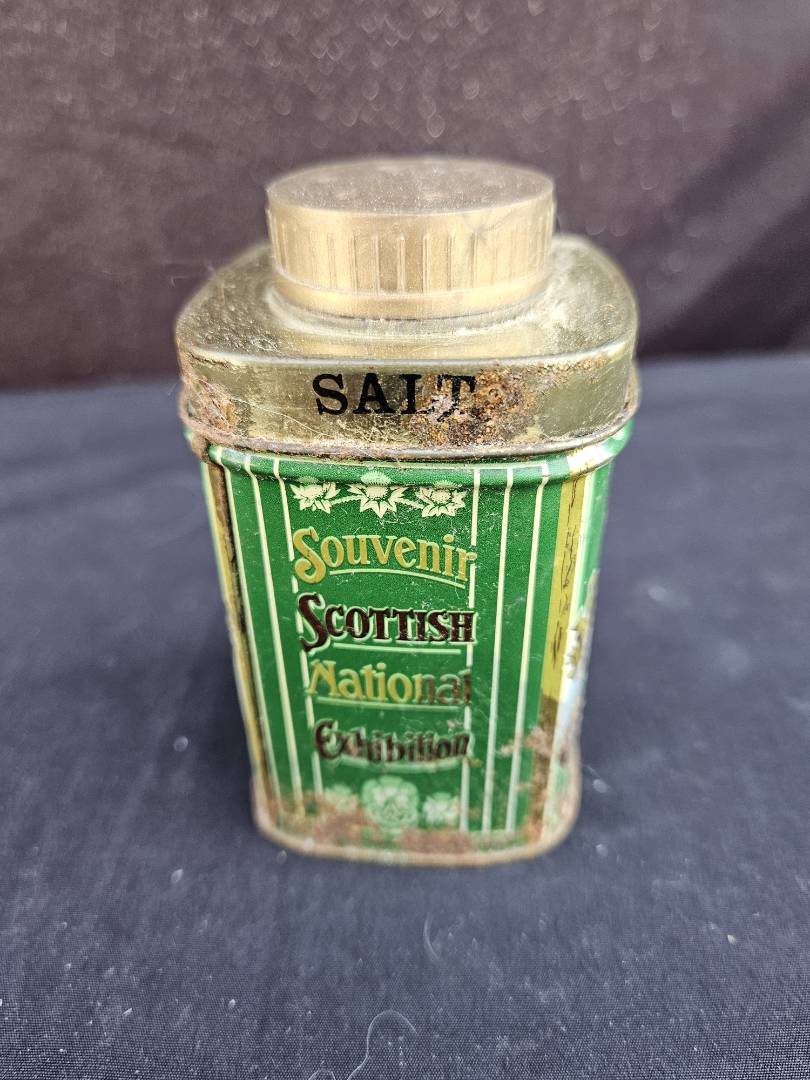 SALT
Souvenir
SCOTTISH
National
Exhibition